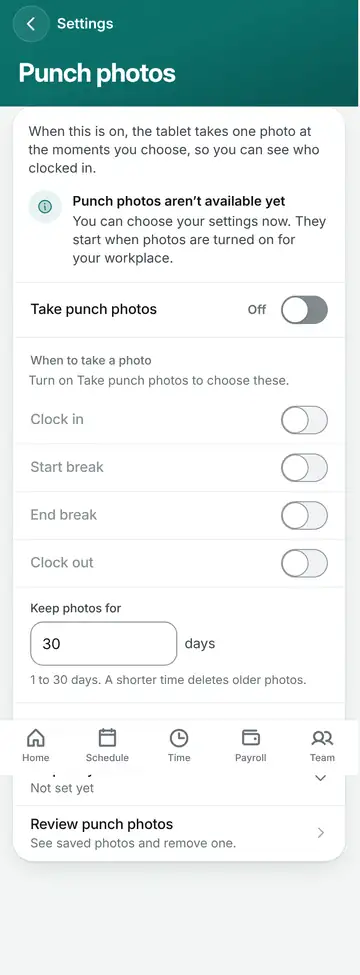 Settings
Punch photos
When this is on, the tablet takes one photo at
the moments you choose, so you can see who
clocked in.
Punch photos aren’t available yet
You can choose your settings now. They
start when photos are turned on for
your workplace.
Take punch photos Off
When to take a photo
Turn on Take punch photos to choose these.
Clock in
Start break
End break
Clock out
Keep photos for
30 days
1 to 30 days. A shorter time deletes older photos.
Home Schedule Time Payroll Team
Not set yet
Review punch photos
See saved photos and remove one.